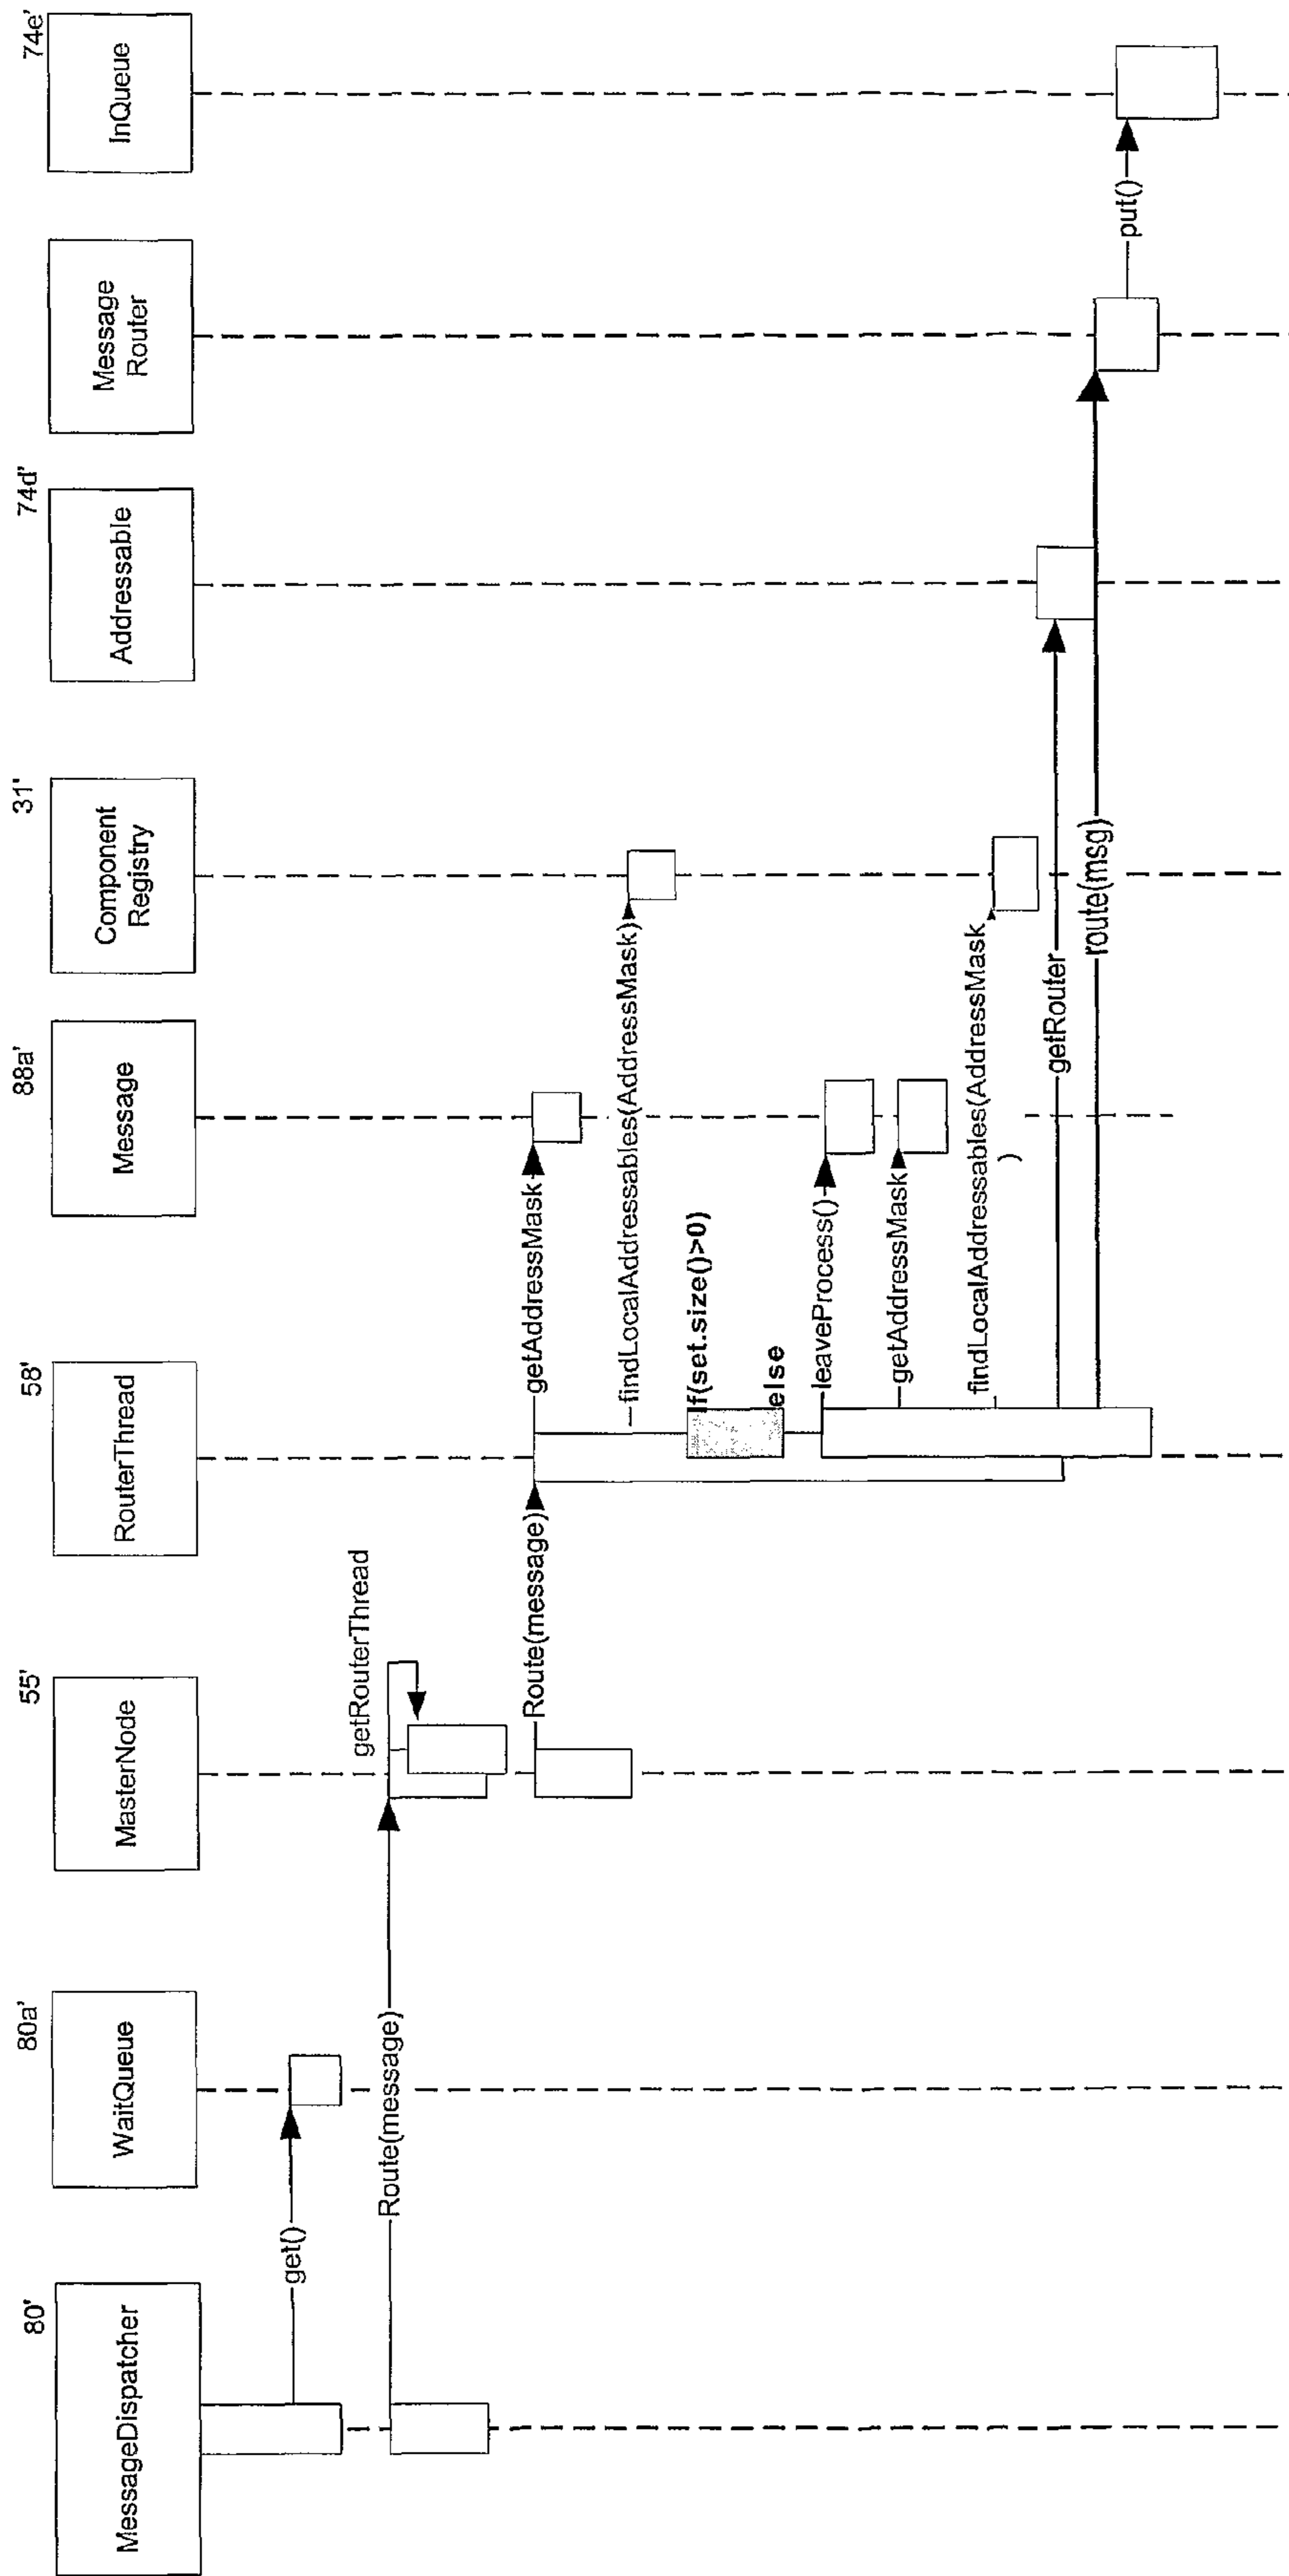 80'
MessageDispatcher
80a'
WaitQueue
55'
MasterNode
58'
RouterThread
88a'
Message
31'
Component
Registry
74d'
Addressable
Message
Router
74e'
InQueue
get()
Route(message)
getRouterThread
Route(message)
getAddressMask
findLocalAddressables(AddressMask)
If(set.size()>0)
else
leaveProcess()
getAddressMask
findLocalAddressables(AddressMask
)
getRouter
route(msg)
put()